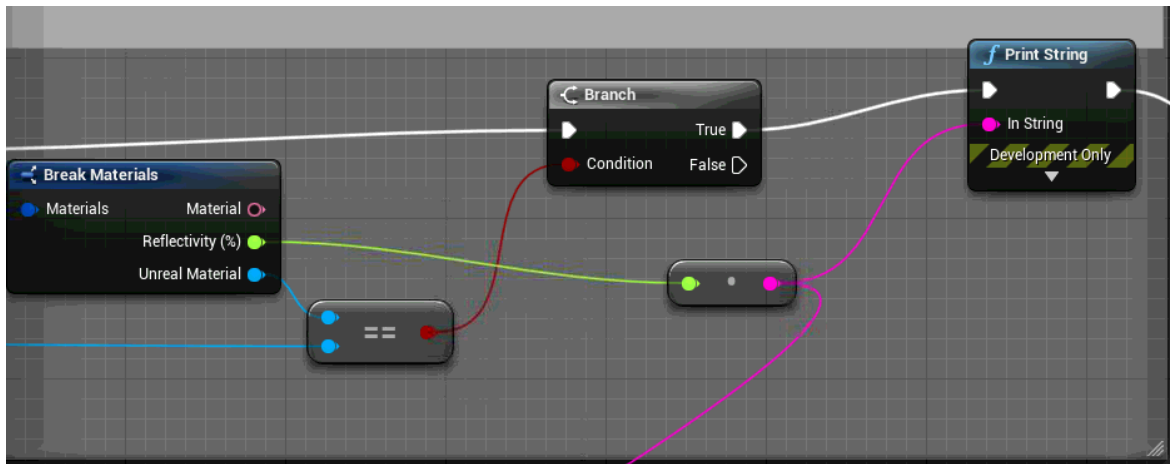 Print String
Branch
In String
True
Condition
False
Development Only
Break Materials
Materials
Material
Reflectivity (%)
Unreal Material
==